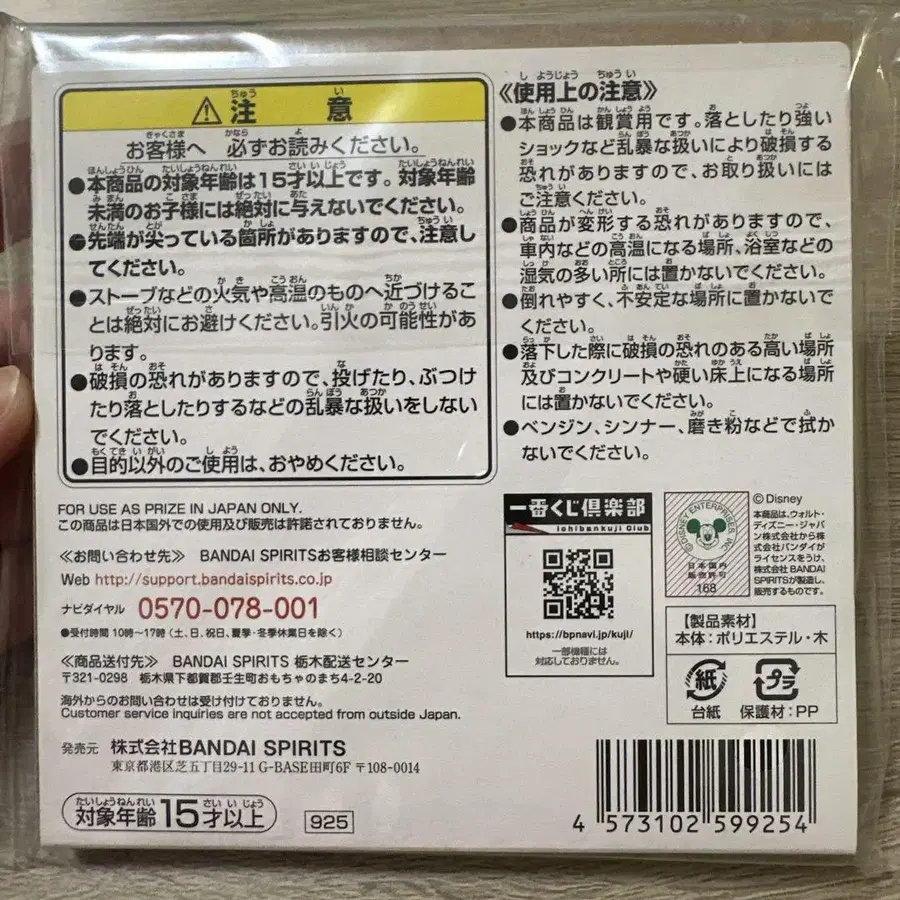 ⚠注意
お客様へ 必ずお読みください。
●本商品の対象年齢は15才以上です。対象年齢
未満のお子様には絶対に与えないでください。
●先端が尖っている箇所がありますので、注意し
てください。
●ストーブなどの火気や高温のものへ近づけるこ
とは絶対にお避けください。引火の可能性があ
ります。
●破損の恐れがありますので、投げたり、ぶつけ
たり落としたりするなどの乱暴な扱いをしない
でください。
●目的以外のご使用は、おやめください。
《使用上の注意》
●本商品は観賞用です。落としたり強い
ショックなど乱暴な扱いにより破損する
恐れがありますので、お取り扱いには
ご注意ください。
●商品が変形する恐れがありますので、
車内などの高温になる場所、浴室などの
湿気の多い所には置かないでください。
●倒れやすく、不安定な場所に置かないで
ください。
●落下した際に破損の恐れのある高い場所
及びコンクリートや硬い床上になる場所
には置かないでください。
●ベンジン、シンナー、磨き粉などで拭か
ないでください。
FOR USE AS PRIZE IN JAPAN ONLY.
この商品は日本国外での使用及び販売は許諾されておりません。
≪お問い合わせ先≫ BANDAI SPIRITSお客様相談センター
Web http://support.bandaispirits.co.jp
ナビダイヤル 0570-078-001
●受付時間 10時～17時(土、日、祝日、夏季・冬季休業日を除く)
≪商品送付先≫ BANDAI SPIRITS 栃木配送センター
〒321-0298 栃木県下都賀郡壬生町おもちゃのまち4-2-20
海外からのお問い合わせは受け付けておりません。
Customer service inquiries are not accepted from outside Japan.
発売元 株式会社BANDAI SPIRITS
東京都港区芝五丁目29-11 G-BASE田町6F 〒108-0014
対象年齢15才以上
925
一番くじ倶楽部
ichibankuji Club
https://bpnavi.jp/kuji/
一部機種には
対応しておりません。
©DISNEY ENTERPRISES, INC.
日本国内
販売許可
168
©Disney
本商品は、ウォルト・
ディズニー・ジャパ
ン株式会社から株
式会社バンダイが
ライセンスをうけ、
株式会社 BANDAI
SPIRITSが製造し、
販売するものです。
【製品素材】
本体:ポリエステル・木
紙
台紙
プラ
保護材:PP
4 573102 599254